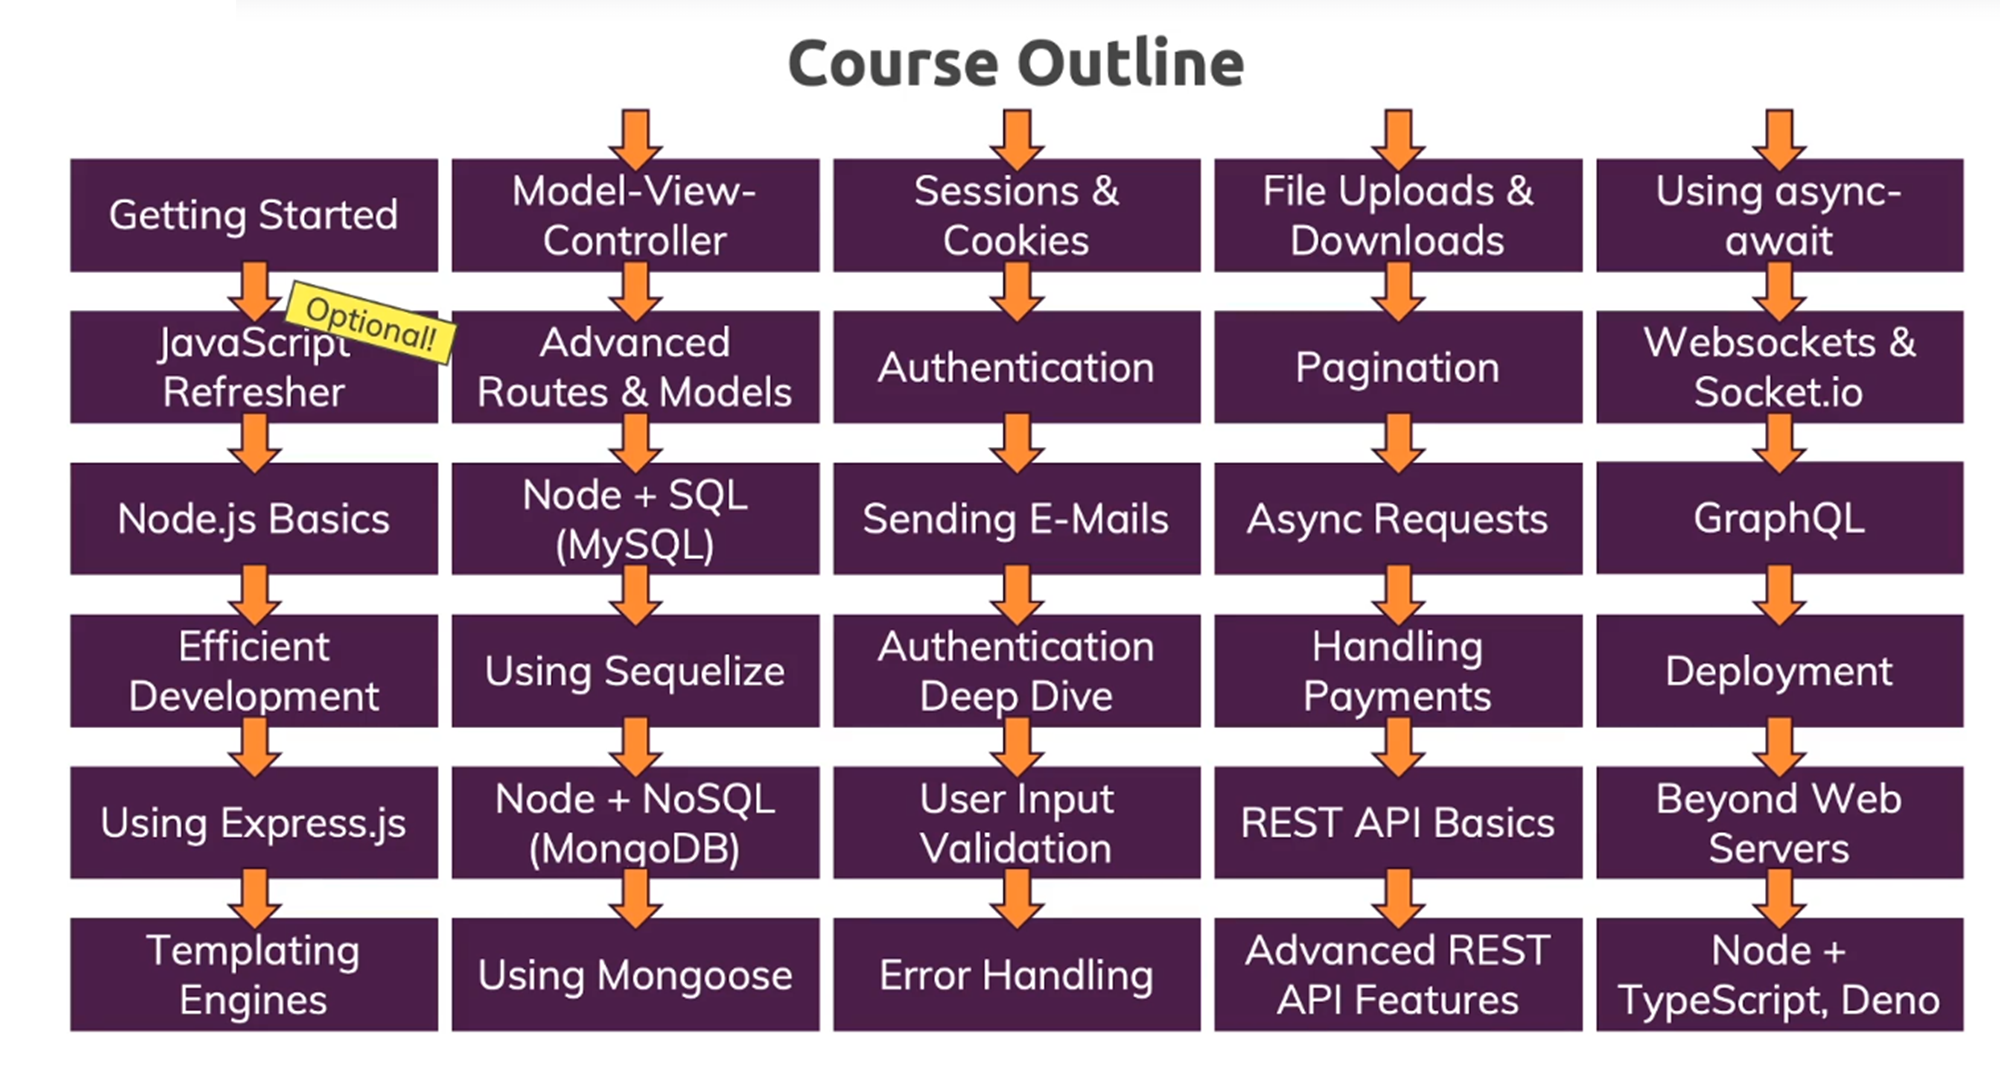 Course Outline
Getting Started
Optional!
JavaScript
Refresher
Node.js Basics
Efficient
Development
Using Express.js
Templating
Engines
Model-View-
Controller
Advanced
Routes & Models
Node + SQL
(MySQL)
Using Sequelize
Node + NoSQL
(MongoDB)
Using Mongoose
Sessions &
Cookies
Authentication
Sending E-Mails
Authentication
Deep Dive
User Input
Validation
Error Handling
File Uploads &
Downloads
Pagination
Async Requests
Handling
Payments
REST API Basics
Advanced REST
API Features
Using async-
await
Websockets &
Socket.io
GraphQL
Deployment
Beyond Web
Servers
Node +
TypeScript, Deno